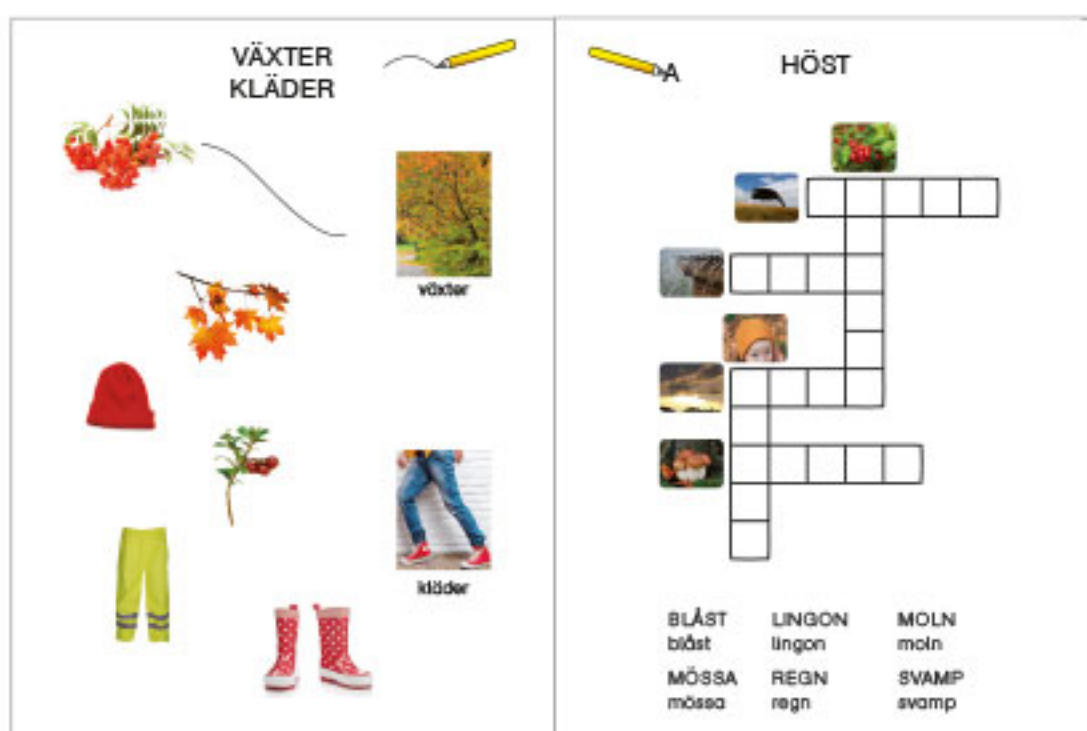 VÄXTER
KLÄDER
växter
kläder
A
HÖST
BLÅST LINGON MOLN
blåst lingon moln
MÖSSA REGN SVAMP
mössa regn svamp